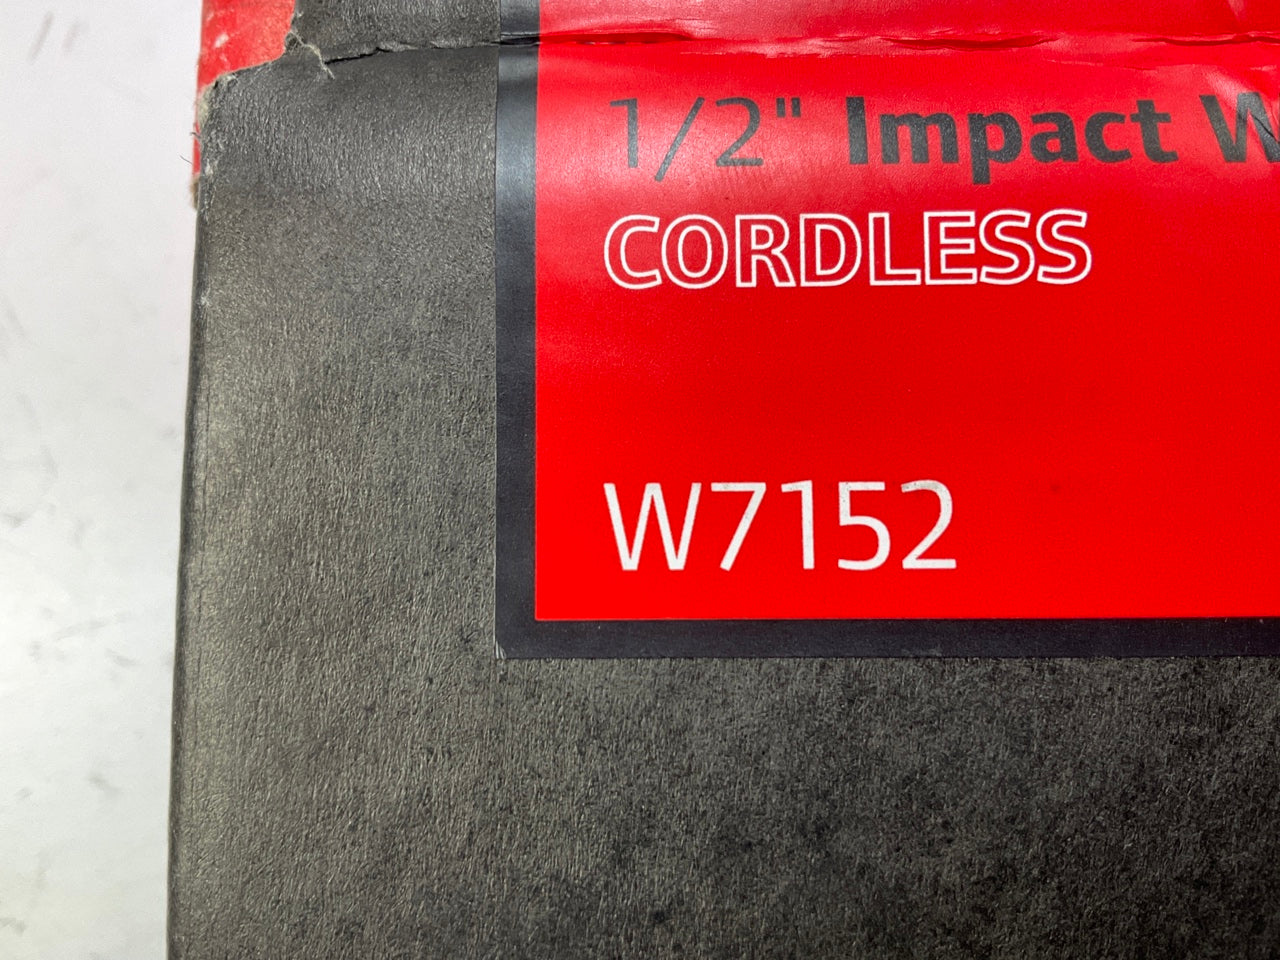 1/2" Impact W
CORDLESS
W7152